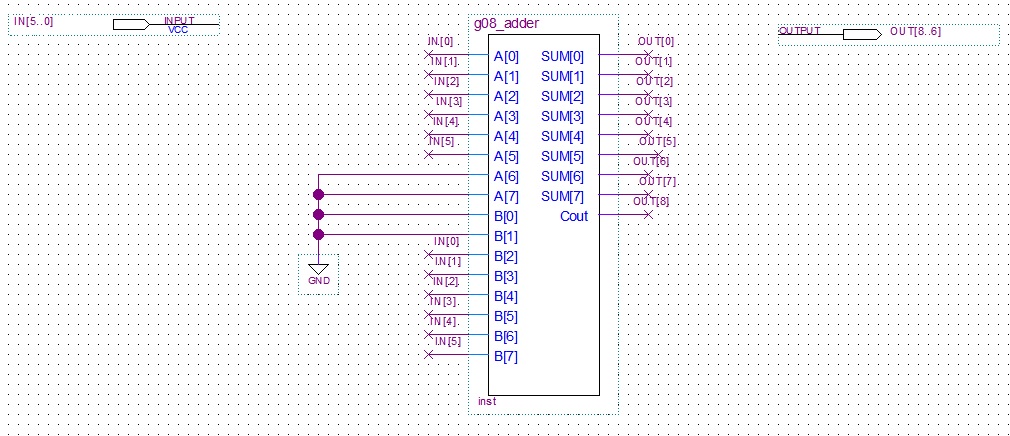 IN[5..0]
INPUT
VCC
g08_adder
OUTPUT
OUT[8..6]
IN[0]
A[0]
SUM[0]
OUT[0]
IN[1]
A[1]
SUM[1]
OUT[1]
IN[2]
A[2]
SUM[2]
OUT[2]
IN[3]
A[3]
SUM[3]
OUT[3]
IN[4]
A[4]
SUM[4]
OUT[4]
IN[5]
A[5]
SUM[5]
OUT[5]
A[6]
SUM[6]
OUT[6]
A[7]
SUM[7]
OUT[7]
B[0]
Cout
OUT[8]
B[1]
IN[0]
B[2]
IN[1]
B[3]
IN[2]
B[4]
IN[3]
B[5]
IN[4]
B[6]
IN[5]
B[7]
GND
inst